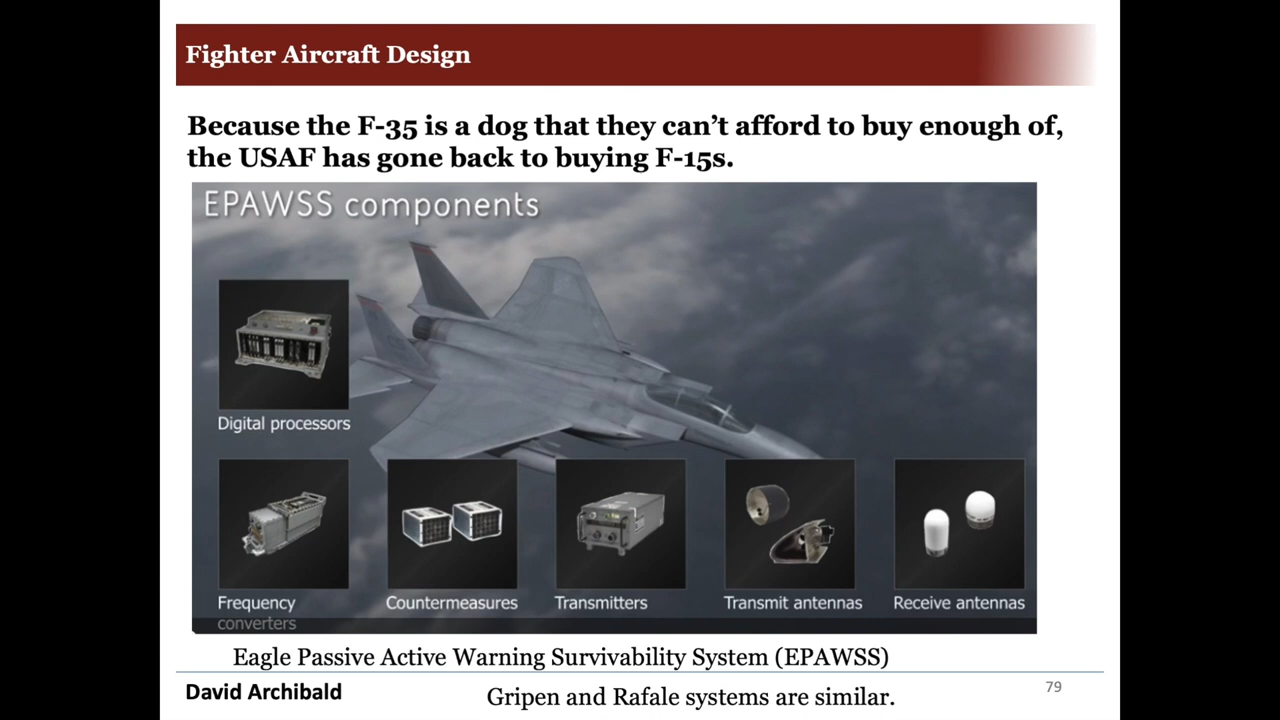 Fighter Aircraft Design
Because the F-35 is a dog that they can’t afford to buy enough of,
the USAF has gone back to buying F-15s.
EPAWSS components
Digital processors
Frequency
converters
Countermeasures
Transmitters
Transmit antennas
Receive antennas
Eagle Passive Active Warning Survivability System (EPAWSS)
David Archibald
Gripen and Rafale systems are similar.
79